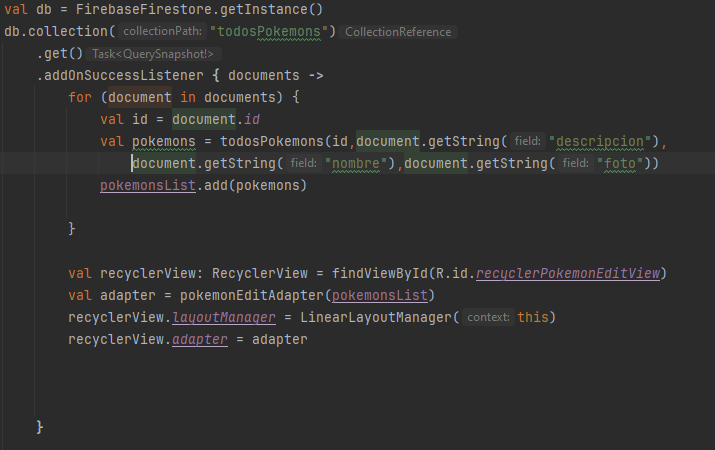 val db = FirebaseFirestore.getInstance()
db.collection( collectionPath: "todosPokemons") CollectionReference
.get() Task<QuerySnapshot!>
.addOnSuccessListener { documents ->
for (document in documents) {
val id = document.id
val pokemons = todosPokemons(id,document.getString( field: "descripcion"),
document.getString( field: "nombre"),document.getString( field: "foto"))
pokemonsList.add(pokemons)
}
val recyclerView: RecyclerView = findViewById(R.id.recyclerPokemonEditView)
val adapter = pokemonEditAdapter(pokemonsList)
recyclerView.layoutManager = LinearLayoutManager( context: this)
recyclerView.adapter = adapter
}